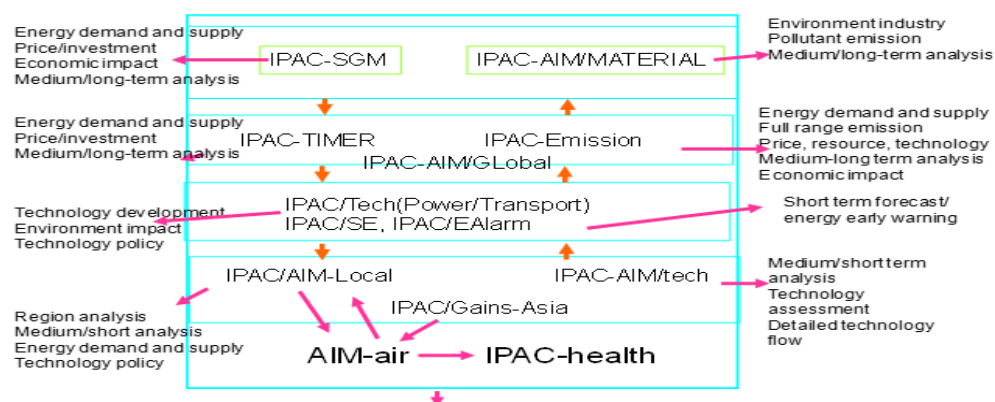 Energy demand and supply
Price/investment
Economic impact
Medium/long-term analysis
IPAC-SGM
IPAC-AIM/MATERIAL
Environment industry
Pollutant emission
Medium/long-term analysis
Energy demand and supply
Price/investment
Medium/long-term analysis
IPAC-TIMER
IPAC-Emission
IPAC-AIM/GLobal
Energy demand and supply
Full range emission
Price, resource, technology
Medium-long term analysis
Economic impact
Technology development
Environment impact
Technology policy
IPAC/Tech(Power/Transport)
IPAC/SE, IPAC/EAlarm
Short term forecast/
energy early warning
Region analysis
Medium/short analysis
Energy demand and supply
Technology policy
IPAC/AIM-Local
IPAC-AIM/tech
IPAC/Gains-Asia
AIM-air
IPAC-health
Medium/short term
analysis
Technology
assessment
Detailed technology
flow